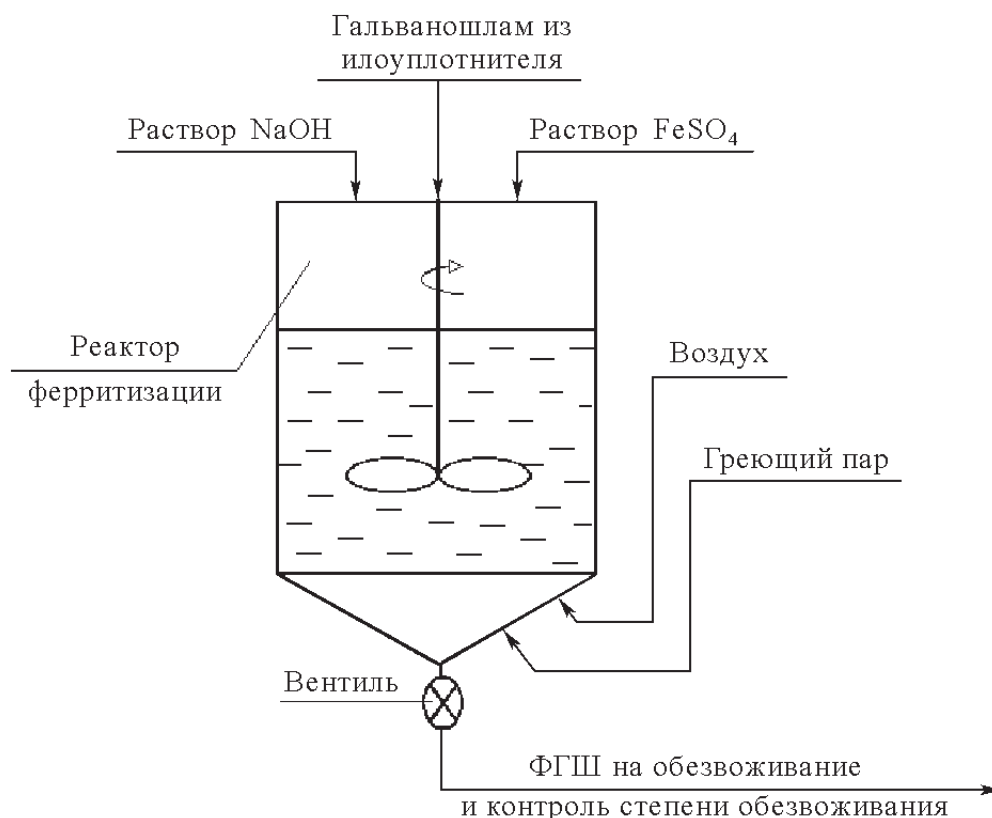 Гальваношлам из
илоуплотнителя
Раствор NaOH
Раствор FeSO₄
Реактор
ферритизации
Воздух
Греющий пар
Вентиль
ФГШ на обезвоживание
и контроль степени обезвоживания